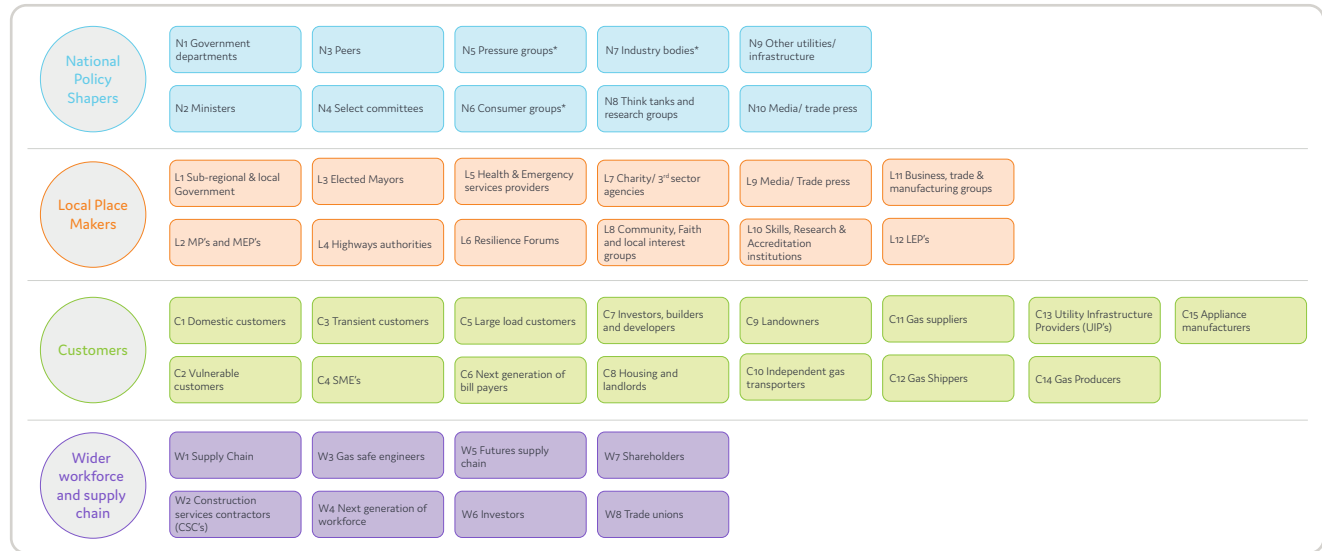 National
Policy
Shapers
N1 Government
departments
N3 Peers
N5 Pressure groups*
N7 Industry bodies*
N9 Other utilities/
infrastructure
N2 Ministers
N4 Select committees
N6 Consumer groups*
N8 Think tanks and
research groups
N10 Media/ trade press
Local Place
Makers
L1 Sub-regional & local
Government
L3 Elected Mayors
L5 Health & Emergency
services providers
L7 Charity/ 3rd sector
agencies
L9 Media/ Trade press
L11 Business, trade &
manufacturing groups
L2 MP's and MEP's
L4 Highways authorities
L6 Resilience Forums
L8 Community, Faith
and local interest
groups
L10 Skills, Research &
Accreditation
institutions
L12 LEP's
Customers
C1 Domestic customers
C3 Transient customers
C5 Large load customers
C7 Investors, builders
and developers
C9 Landowners
C11 Gas suppliers
C13 Utility Infrastructure
Providers (UIP's)
C15 Appliance
manufacturers
C2 Vulnerable
customers
C4 SME's
C6 Next generation of
bill payers
C8 Housing and
landlords
C10 Independent gas
transporters
C12 Gas Shippers
C14 Gas Producers
Wider
workforce
and supply
chain
W1 Supply Chain
W3 Gas safe engineers
W5 Futures supply
chain
W7 Shareholders
W2 Construction
services contractors
(CSC's)
W4 Next generation of
workforce
W6 Investors
W8 Trade unions